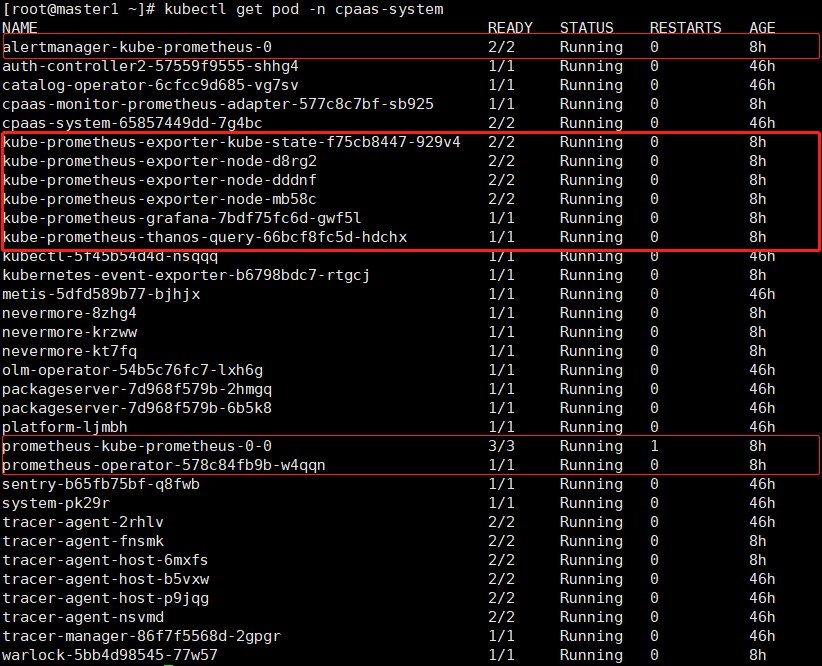 [root@master1 ~]# kubectl get pod -n cpaas-system
NAME READY STATUS RESTARTS AGE
alertmanager-kube-prometheus-0 2/2 Running 0 8h
auth-controller2-57559f9555-shhg4 1/1 Running 0 46h
catalog-operator-6cfcc9d685-vg7sv 1/1 Running 0 46h
cpaas-monitor-prometheus-adapter-577c8c7bf-sb925 1/1 Running 0 8h
cpaas-system-65857449dd-7g4bc 2/2 Running 0 46h
kube-prometheus-exporter-kube-state-f75cb8447-929v4 2/2 Running 0 8h
kube-prometheus-exporter-node-d8rg2 2/2 Running 0 8h
kube-prometheus-exporter-node-dddnf 2/2 Running 0 8h
kube-prometheus-exporter-node-mb58c 2/2 Running 0 8h
kube-prometheus-grafana-7bdf75fc6d-gwf5l 1/1 Running 0 8h
kube-prometheus-thanos-query-66bcf8fc5d-hdchx 1/1 Running 0 8h
kubectl-5f45b54d4d-nsqqq 1/1 Running 0 46h
kubernetes-event-exporter-b6798bdc7-rtgcj 1/1 Running 0 8h
metis-5dfd589b77-bjhjx 1/1 Running 0 46h
nevermore-8zhg4 1/1 Running 0 8h
nevermore-krzww 1/1 Running 0 8h
nevermore-kt7fq 1/1 Running 0 8h
olm-operator-54b5c76fc7-lxh6g 1/1 Running 0 46h
packageserver-7d968f579b-2hmgq 1/1 Running 0 46h
packageserver-7d968f579b-6b5k8 1/1 Running 0 46h
platform-ljmbh 1/1 Running 0 46h
prometheus-kube-prometheus-0-0 3/3 Running 1 8h
prometheus-operator-578c84fb9b-w4qqn 1/1 Running 0 8h
sentry-b65fb75bf-q8fwb 1/1 Running 0 46h
system-pk29r 1/1 Running 0 46h
tracer-agent-2rhlv 2/2 Running 0 46h
tracer-agent-fnsmk 2/2 Running 0 8h
tracer-agent-host-6mxfs 2/2 Running 0 8h
tracer-agent-host-b5vxw 2/2 Running 0 46h
tracer-agent-host-p9jqg 2/2 Running 0 46h
tracer-agent-nsvmd 2/2 Running 0 46h
tracer-manager-86f7f5568d-2gpgr 1/1 Running 0 46h
warlock-5bb4d98545-77w57 1/1 Running 0 8h